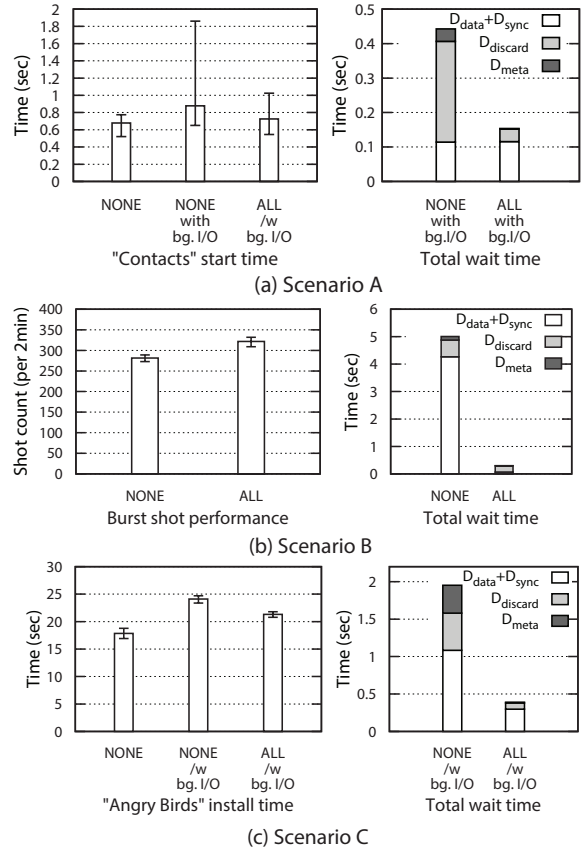 Time (sec)
2
1.8
1.6
1.4
1.2
1
0.8
0.6
0.4
0.2
0
NONE
NONE
with
bg. I/O
ALL
/w
bg. I/O
"Contacts" start time
Time (sec)
0.5
0.4
0.3
0.2
0.1
0
Ddata+Dsync
Ddiscard
Dmeta
NONE
with
bg.I/O
ALL
with
bg.I/O
Total wait time
(a) Scenario A
Shot count (per 2min)
400
350
300
250
200
150
100
50
0
NONE
ALL
Burst shot performance
Time (sec)
6
5
4
3
2
1
0
Ddata+Dsync
Ddiscard
Dmeta
NONE
ALL
Total wait time
(b) Scenario B
Time (sec)
30
25
20
15
10
5
0
NONE
NONE
/w
bg. I/O
ALL
/w
bg. I/O
"Angry Birds" install time
Time (sec)
2
1.5
1
0.5
0
Ddata+Dsync
Ddiscard
Dmeta
NONE
/w
bg. I/O
ALL
/w
bg. I/O
Total wait time
(c) Scenario C